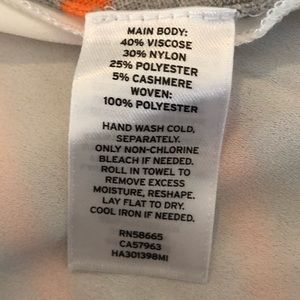 MAIN BODY:
40% VISCOSE
30% NYLON
25% POLYESTER
5% CASHMERE
WOVEN:
100% POLYESTER
HAND WASH COLD,
SEPARATELY.
ONLY NON-CHLORINE
BLEACH IF NEEDED.
ROLL IN TOWEL TO
REMOVE EXCESS
MOISTURE, RESHAPE.
LAY FLAT TO DRY.
COOL IRON IF NEEDED.
RN58665
CA57963
HA301398MI